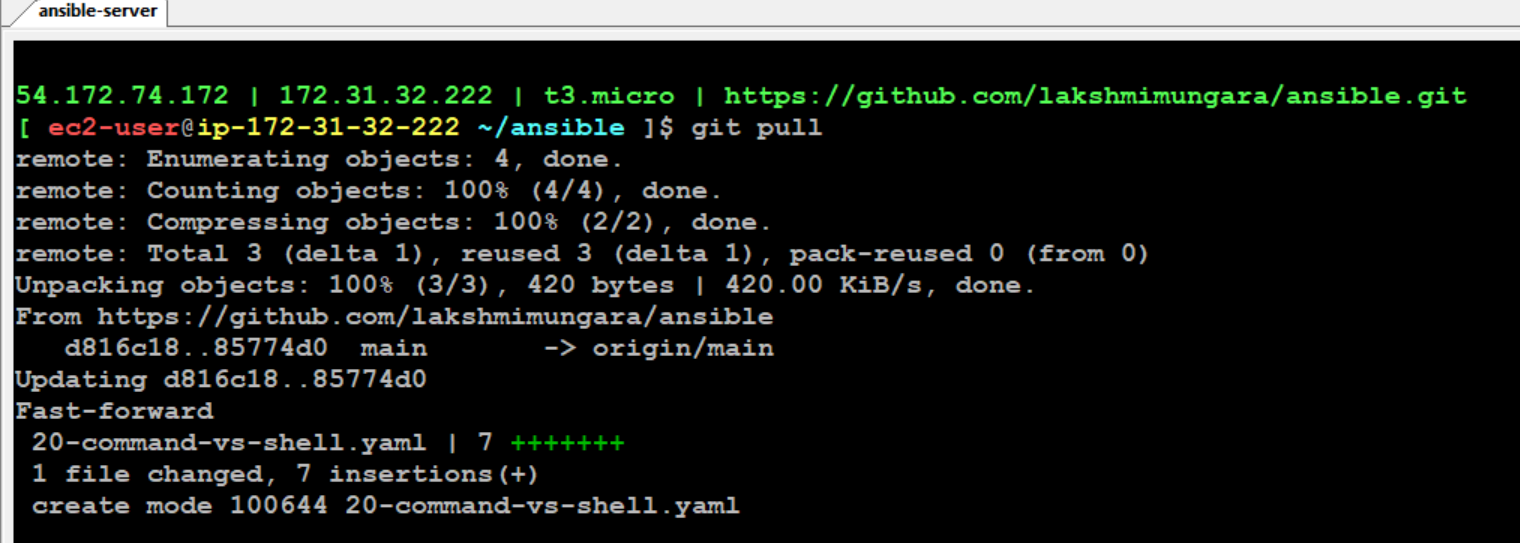 ansible-server
54.172.74.172 | 172.31.32.222 | t3.micro | https://github.com/lakshmimungara/ansible.git
[ ec2-user@ip-172-31-32-222 ~/ansible ]$ git pull
remote: Enumerating objects: 4, done.
remote: Counting objects: 100% (4/4), done.
remote: Compressing objects: 100% (2/2), done.
remote: Total 3 (delta 1), reused 3 (delta 1), pack-reused 0 (from 0)
Unpacking objects: 100% (3/3), 420 bytes | 420.00 KiB/s, done.
From https://github.com/lakshmimungara/ansible
   d816c18..85774d0  main       -> origin/main
Updating d816c18..85774d0
Fast-forward
 20-command-vs-shell.yaml | 7 +++++++
 1 file changed, 7 insertions(+)
 create mode 100644 20-command-vs-shell.yaml